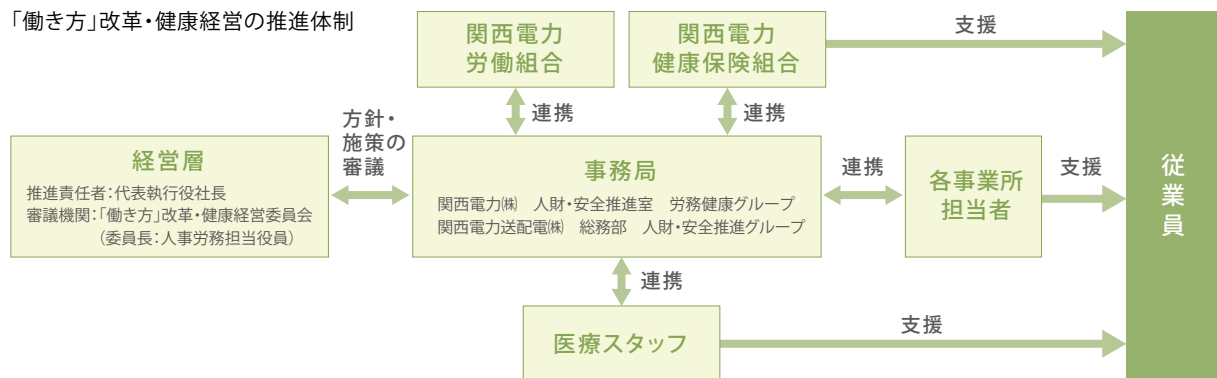 「働き方」改革・健康経営の推進体制
関西電力
労働組合
関西電力
健康保険組合
支援
連携
連携
方針・
施策の
審議
経営層
推進責任者:代表執行役社長
審議機関:「働き方」改革・健康経営委員会
(委員長:人事労務担当役員)
事務局
関西電力㈱　人財・安全推進室　労務健康グループ
関西電力送配電㈱　総務部　人財・安全推進グループ
連携
各事業所
担当者
支援
従業員
連携
医療スタッフ
支援